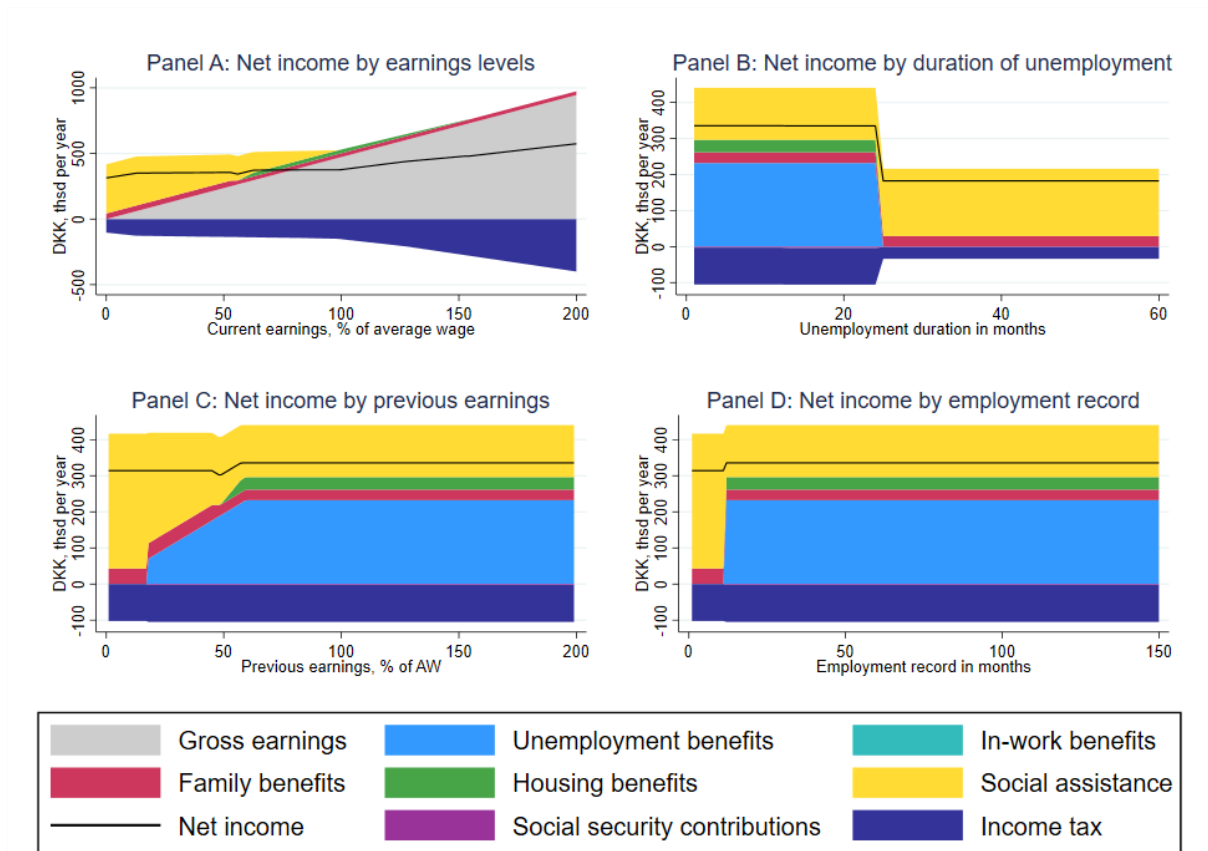 Panel A: Net income by earnings levels
DKK, thsd per year
-500 0 500 1000
0 50 100 150 200
Current earnings, % of average wage
Panel B: Net income by duration of unemployment
DKK, thsd per year
-100 0 100 200 300 400
0 20 40 60
Unemployment duration in months
Panel C: Net income by previous earnings
DKK, thsd per year
-100 0 100 200 300 400
0 50 100 150 200
Previous earnings, % of AW
Panel D: Net income by employment record
DKK, thsd per year
-100 0 100 200 300 400
0 50 100 150
Employment record in months
Gross earnings Unemployment benefits In-work benefits
Family benefits Housing benefits Social assistance
Net income Social security contributions Income tax